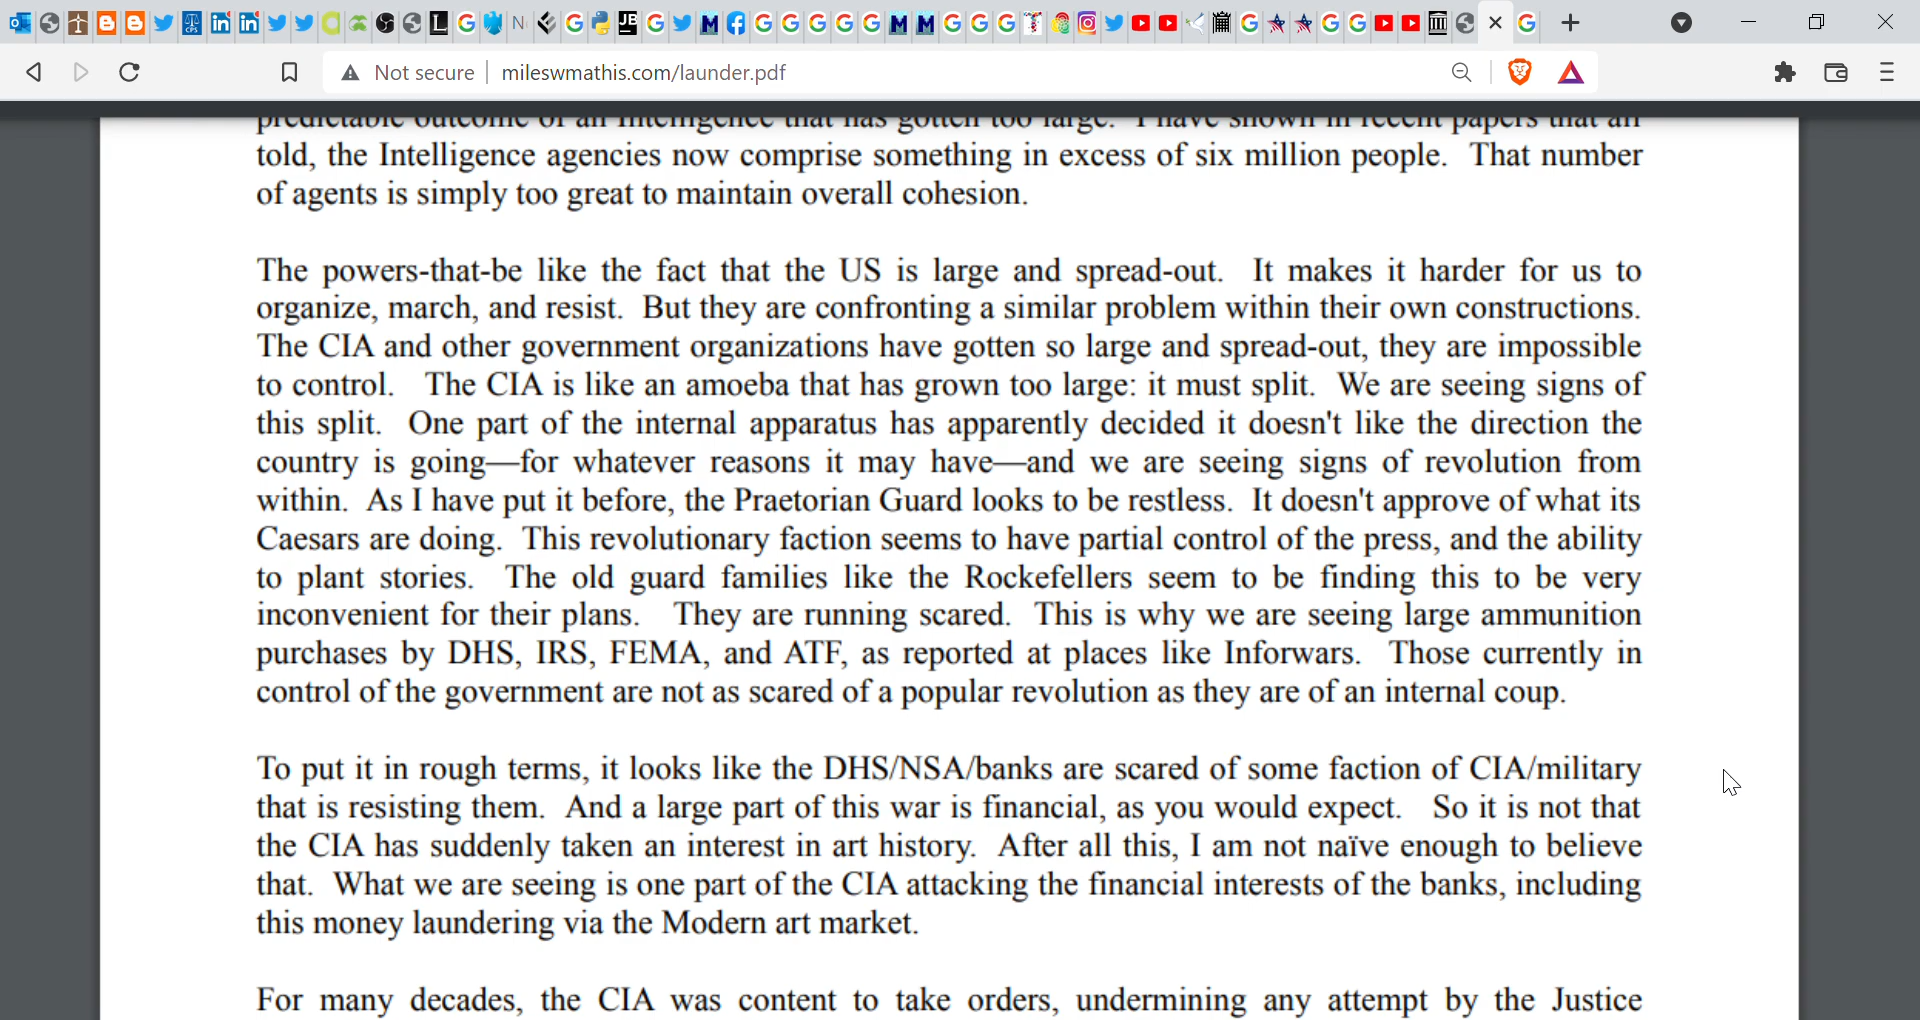 Not secure
mileswmathis.com/launder.pdf
predictable outcome of an Intelligence that has gotten too large. I have shown in recent papers that all
told, the Intelligence agencies now comprise something in excess of six million people. That number
of agents is simply too great to maintain overall cohesion.
The powers-that-be like the fact that the US is large and spread-out. It makes it harder for us to
organize, march, and resist. But they are confronting a similar problem within their own constructions.
The CIA and other government organizations have gotten so large and spread-out, they are impossible
to control. The CIA is like an amoeba that has grown too large: it must split. We are seeing signs of
this split. One part of the internal apparatus has apparently decided it doesn't like the direction the
country is going—for whatever reasons it may have—and we are seeing signs of revolution from
within. As I have put it before, the Praetorian Guard looks to be restless. It doesn't approve of what its
Caesars are doing. This revolutionary faction seems to have partial control of the press, and the ability
to plant stories. The old guard families like the Rockefellers seem to be finding this to be very
inconvenient for their plans. They are running scared. This is why we are seeing large ammunition
purchases by DHS, IRS, FEMA, and ATF, as reported at places like Inforwars. Those currently in
control of the government are not as scared of a popular revolution as they are of an internal coup.
To put it in rough terms, it looks like the DHS/NSA/banks are scared of some faction of CIA/military
that is resisting them. And a large part of this war is financial, as you would expect. So it is not that
the CIA has suddenly taken an interest in art history. After all this, I am not naïve enough to believe
that. What we are seeing is one part of the CIA attacking the financial interests of the banks, including
this money laundering via the Modern art market.
For many decades, the CIA was content to take orders, undermining any attempt by the Justice